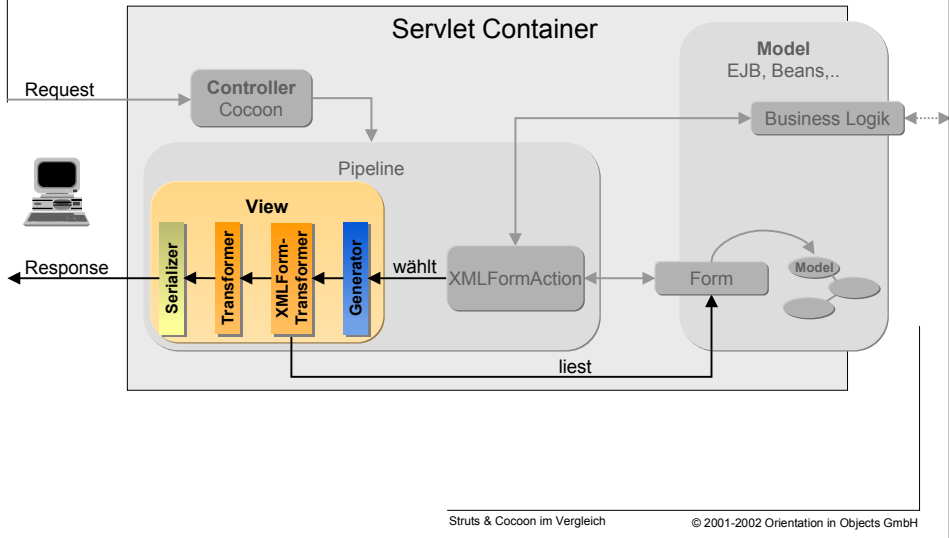 Servlet Container
Model
EJB, Beans,..
Request
Controller
Cocoon
Business Logik
Pipeline
View
Response
Serializer
Transformer
XMLForm-
Transformer
Generator
wählt
XMLFormAction
Form
Model
liest
Struts & Cocoon im Vergleich
© 2001-2002 Orientation in Objects GmbH